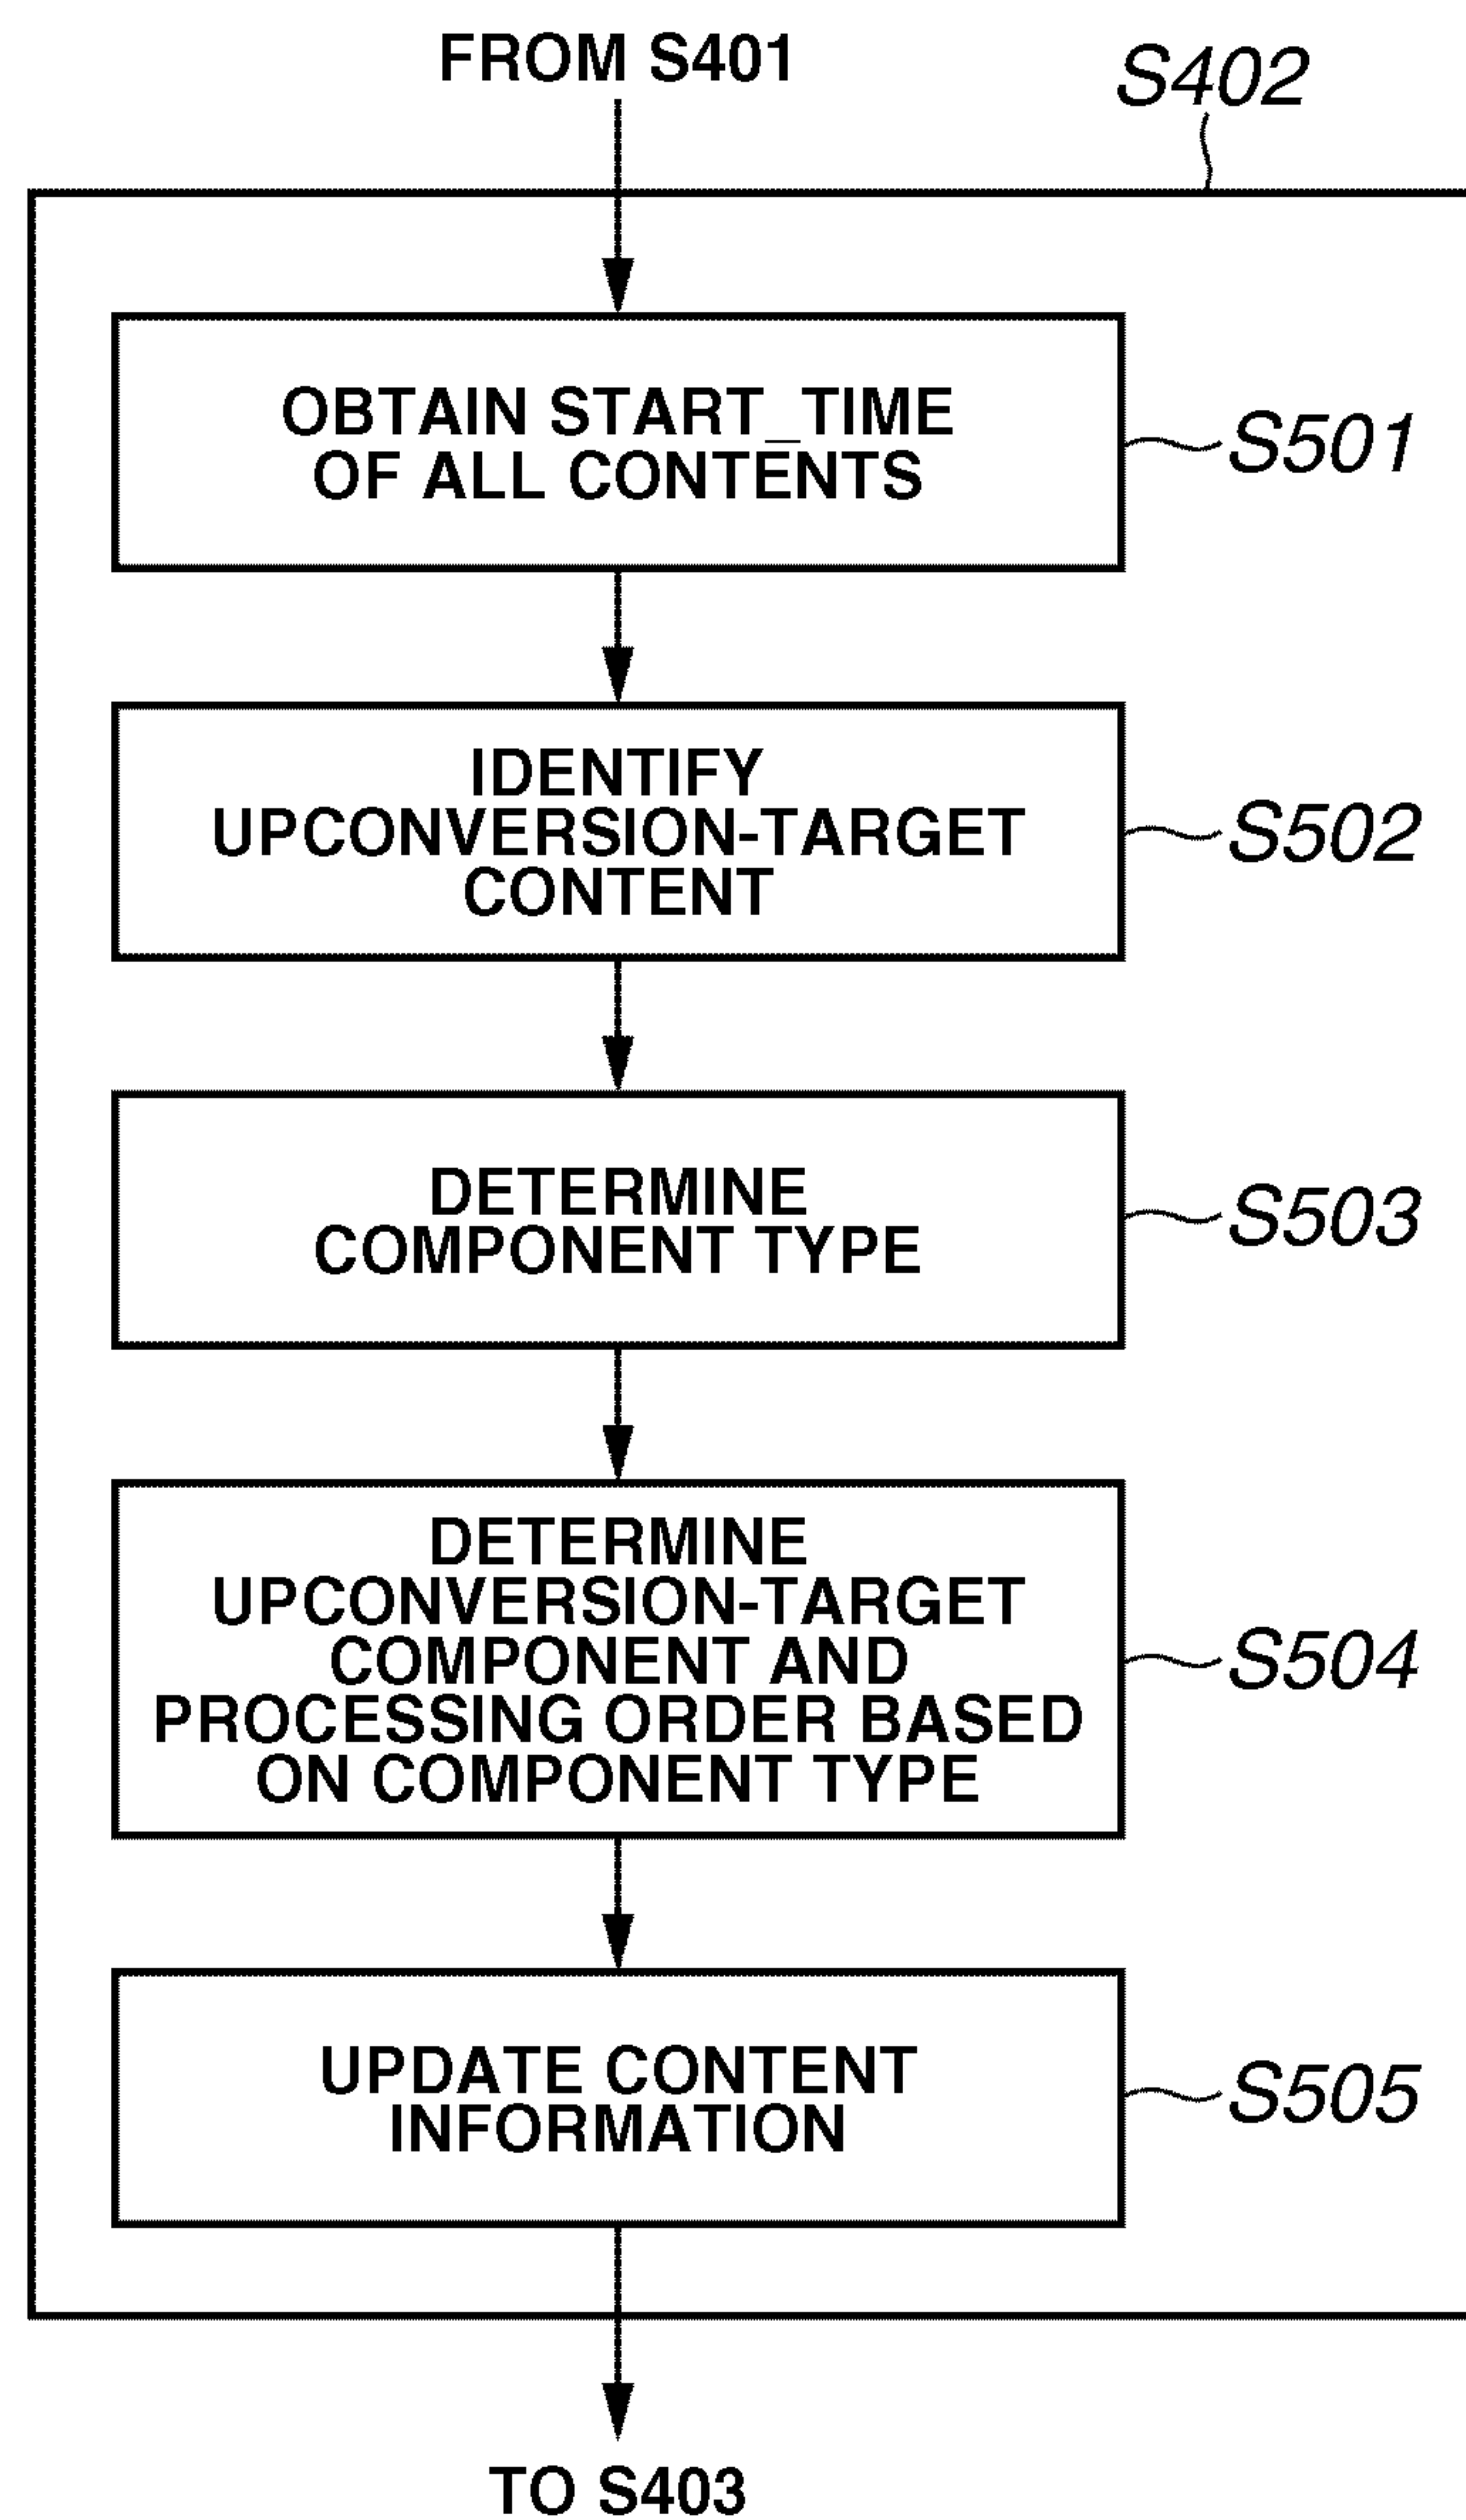 FROM S401
S402
OBTAIN START_TIME
OF ALL CONTENTS
S501
IDENTIFY
UPCONVERSION-TARGET
CONTENT
S502
DETERMINE
COMPONENT TYPE
S503
DETERMINE
UPCONVERSION-TARGET
COMPONENT AND
PROCESSING ORDER BASED
ON COMPONENT TYPE
S504
UPDATE CONTENT
INFORMATION
S505
TO S403